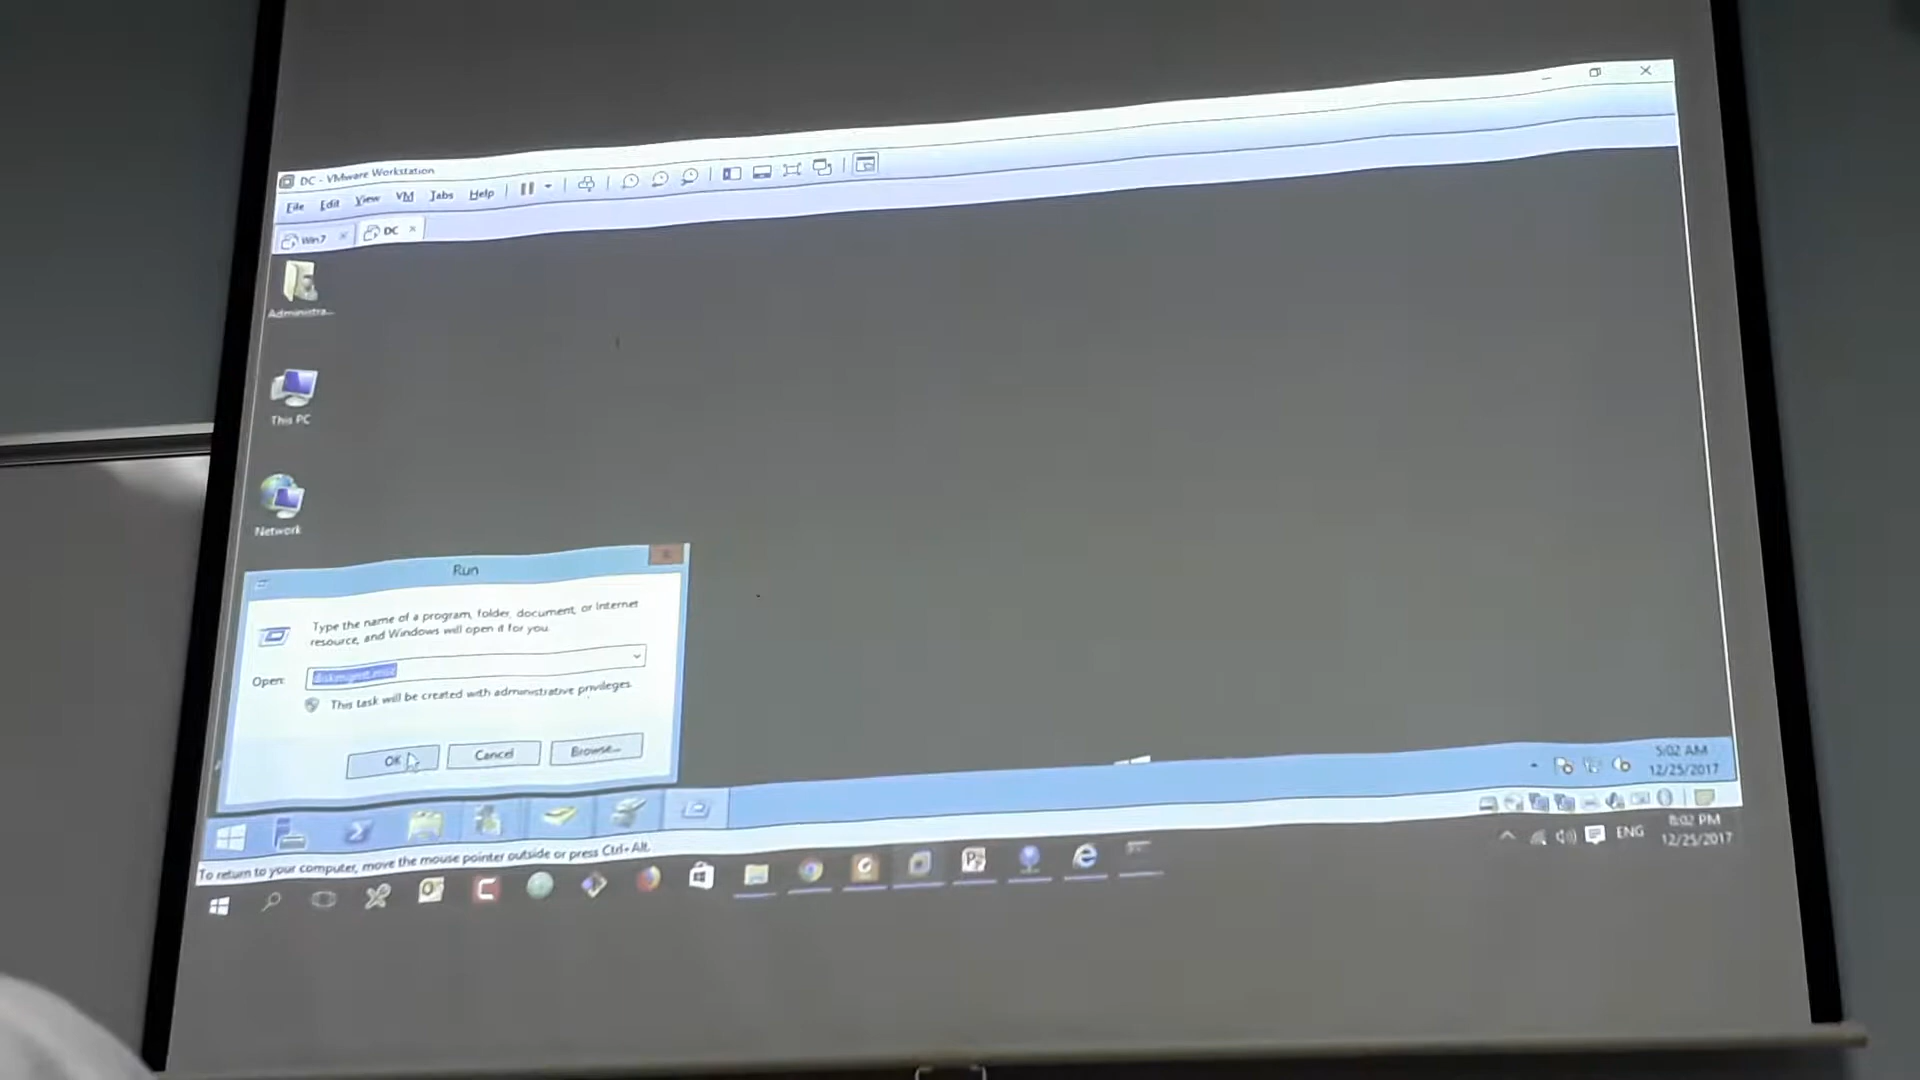 DC - VMware Workstation
File Edit View VM Tabs Help
Win7 DC
Administra...
This PC
Network
Run
Type the name of a program, folder, document, or Internet
resource, and Windows will open it for you.
Open: diskmgmt.msc
This task will be created with administrative privileges.
OK Cancel Browse...
5:02 AM
12/25/2017
To return to your computer, move the mouse pointer outside or press Ctrl+Alt.
ENG
8:02 PM
12/25/2017